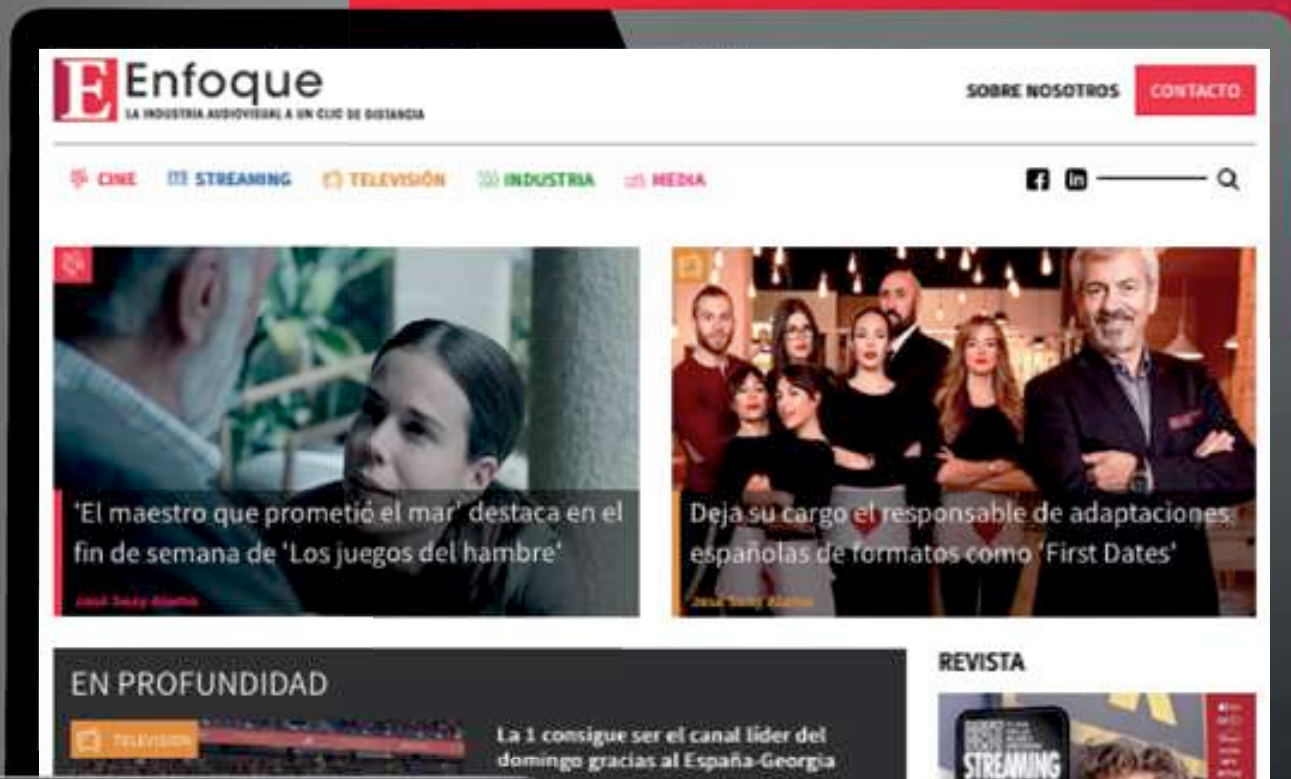 E Enfoque
LA INDUSTRIA AUDIOVISUAL A UN CLIC DE DISTANCIA
SOBRE NOSOTROS
CONTACTO
CINE STREAMING TELEVISIÓN INDUSTRIA MEDIA
'El maestro que prometió el mar' destaca en el
fin de semana de 'Los juegos del hambre'
Deja su cargo el responsable de adaptaciones
españolas de formatos como 'First Dates'
EN PROFUNDIDAD
TELEVISIÓN
La 1 consigue ser el canal líder del
domingo gracias al España-Georgia
REVISTA
STREAMING